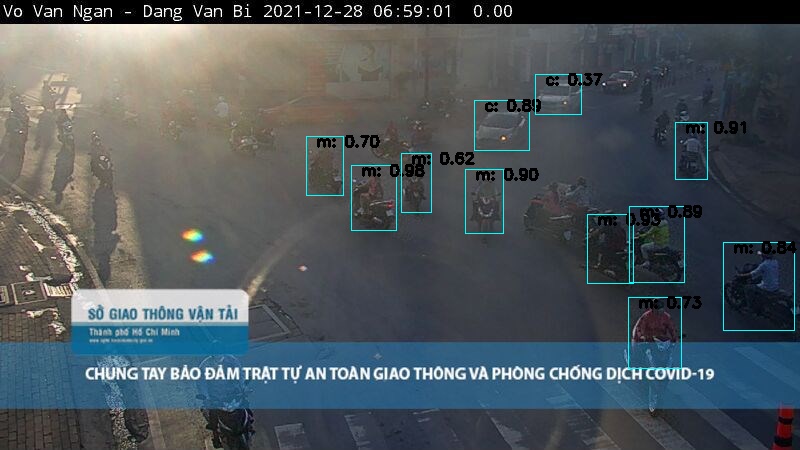 Vo Van Ngan - Dang Van Bi 2021-12-28 06:59:01 0.00
c: 0.37
c: 0.89
m: 0.91
m: 0.70
m: 0.62
m: 0.98
m: 0.90
m: 0.93
m: 0.89
m: 0.84
m: 0.73
SỞ GIAO THÔNG VẬN TẢI
Thành phố Hồ Chí Minh
CHUNG TAY BẢO ĐẢM TRẬT TỰ AN TOÀN GIAO THÔNG VÀ PHÒNG CHỐNG DỊCH COVID-19